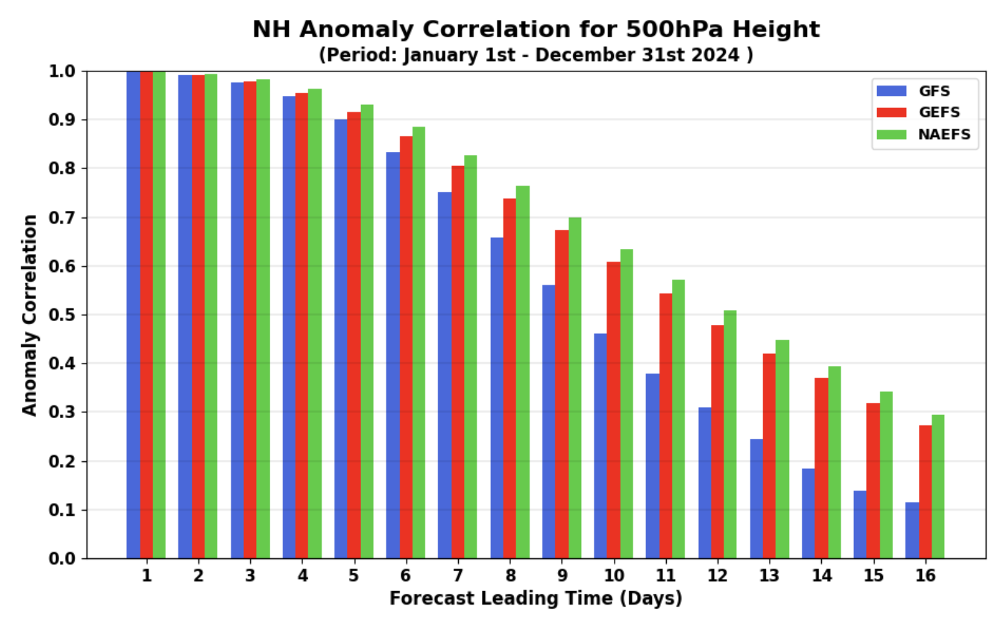 NH Anomaly Correlation for 500hPa Height
(Period: January 1st - December 31st 2024 )
1.0
0.9
0.8
0.7
0.6
0.5
0.4
0.3
0.2
0.1
0.0
Anomaly Correlation
GFS
GEFS
NAEFS
1 2 3 4 5 6 7 8 9 10 11 12 13 14 15 16
Forecast Leading Time (Days)